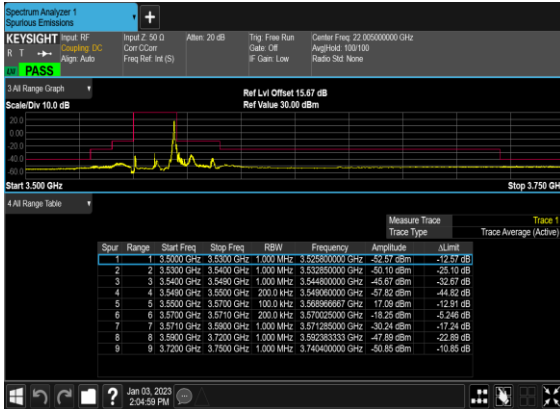 Spectrum Analyzer 1
Spurious Emissions
+
KEYSIGHT Input: RF Input Z: 50 Ω Atten: 20 dB Trig: Free Run Center Freq: 22.005000000 GHz
R T Coupling: DC Corr CCorr Gate: Off Avg|Hold: 100/100
Align: Auto Freq Ref: Int (S) IF Gain: Low Radio Std: None
PASS
3 All Range Graph Ref Lvl Offset 15.67 dB
Scale/Div 10.0 dB Ref Value 30.00 dBm
20.0
0.00
-20.0
-40.0
-60.0
Start 3.500 GHz Stop 3.750 GH
4 All Range Table
Measure Trace Trace 1
Trace Type Trace Average (Active)
Spur Range Start Freq Stop Freq RBW Frequency Amplitude ΔLimit
1 1 3.5000 GHz 3.5300 GHz 1.000 MHz 3.525800000 GHz -52.57 dBm -12.57 dB
2 2 3.5300 GHz 3.5400 GHz 1.000 MHz 3.532850000 GHz -50.10 dBm -25.10 dB
3 3 3.5400 GHz 3.5490 GHz 1.000 MHz 3.544800000 GHz -45.67 dBm -32.67 dB
4 4 3.5490 GHz 3.5500 GHz 200.0 kHz 3.549060000 GHz -57.82 dBm -44.82 dB
5 5 3.5500 GHz 3.5700 GHz 100.0 kHz 3.568966667 GHz 17.09 dBm -12.91 dB
6 6 3.5700 GHz 3.5710 GHz 200.0 kHz 3.570025000 GHz -18.25 dBm -5.246 dB
7 7 3.5710 GHz 3.5900 GHz 1.000 MHz 3.571285000 GHz -30.24 dBm -17.24 dB
8 8 3.5900 GHz 3.7200 GHz 1.000 MHz 3.592383333 GHz -47.89 dBm -22.89 dB
9 9 3.7200 GHz 3.7500 GHz 1.000 MHz 3.740400000 GHz -50.85 dBm -10.85 dB
? Jan 03, 2023
2:04:59 PM